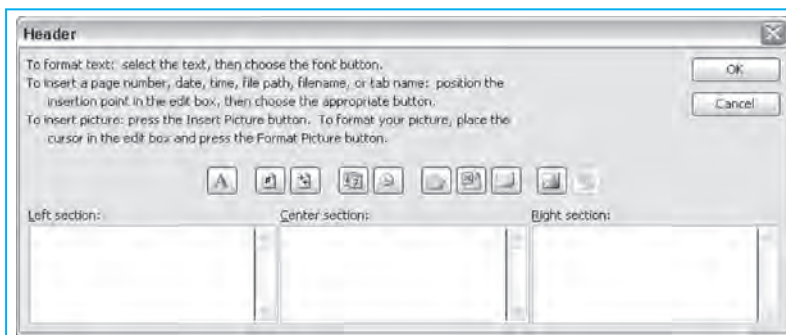 Header
To format text: select the text, then choose the font button.
To insert a page number, date, time, file path, filename, or tab name: position the
insertion point in the edit box, then choose the appropriate button.
To insert picture: press the Insert Picture button. To format your picture, place the
cursor in the edit box and press the Format Picture button.
OK
Cancel
A
Left section:
Center section:
Right section: